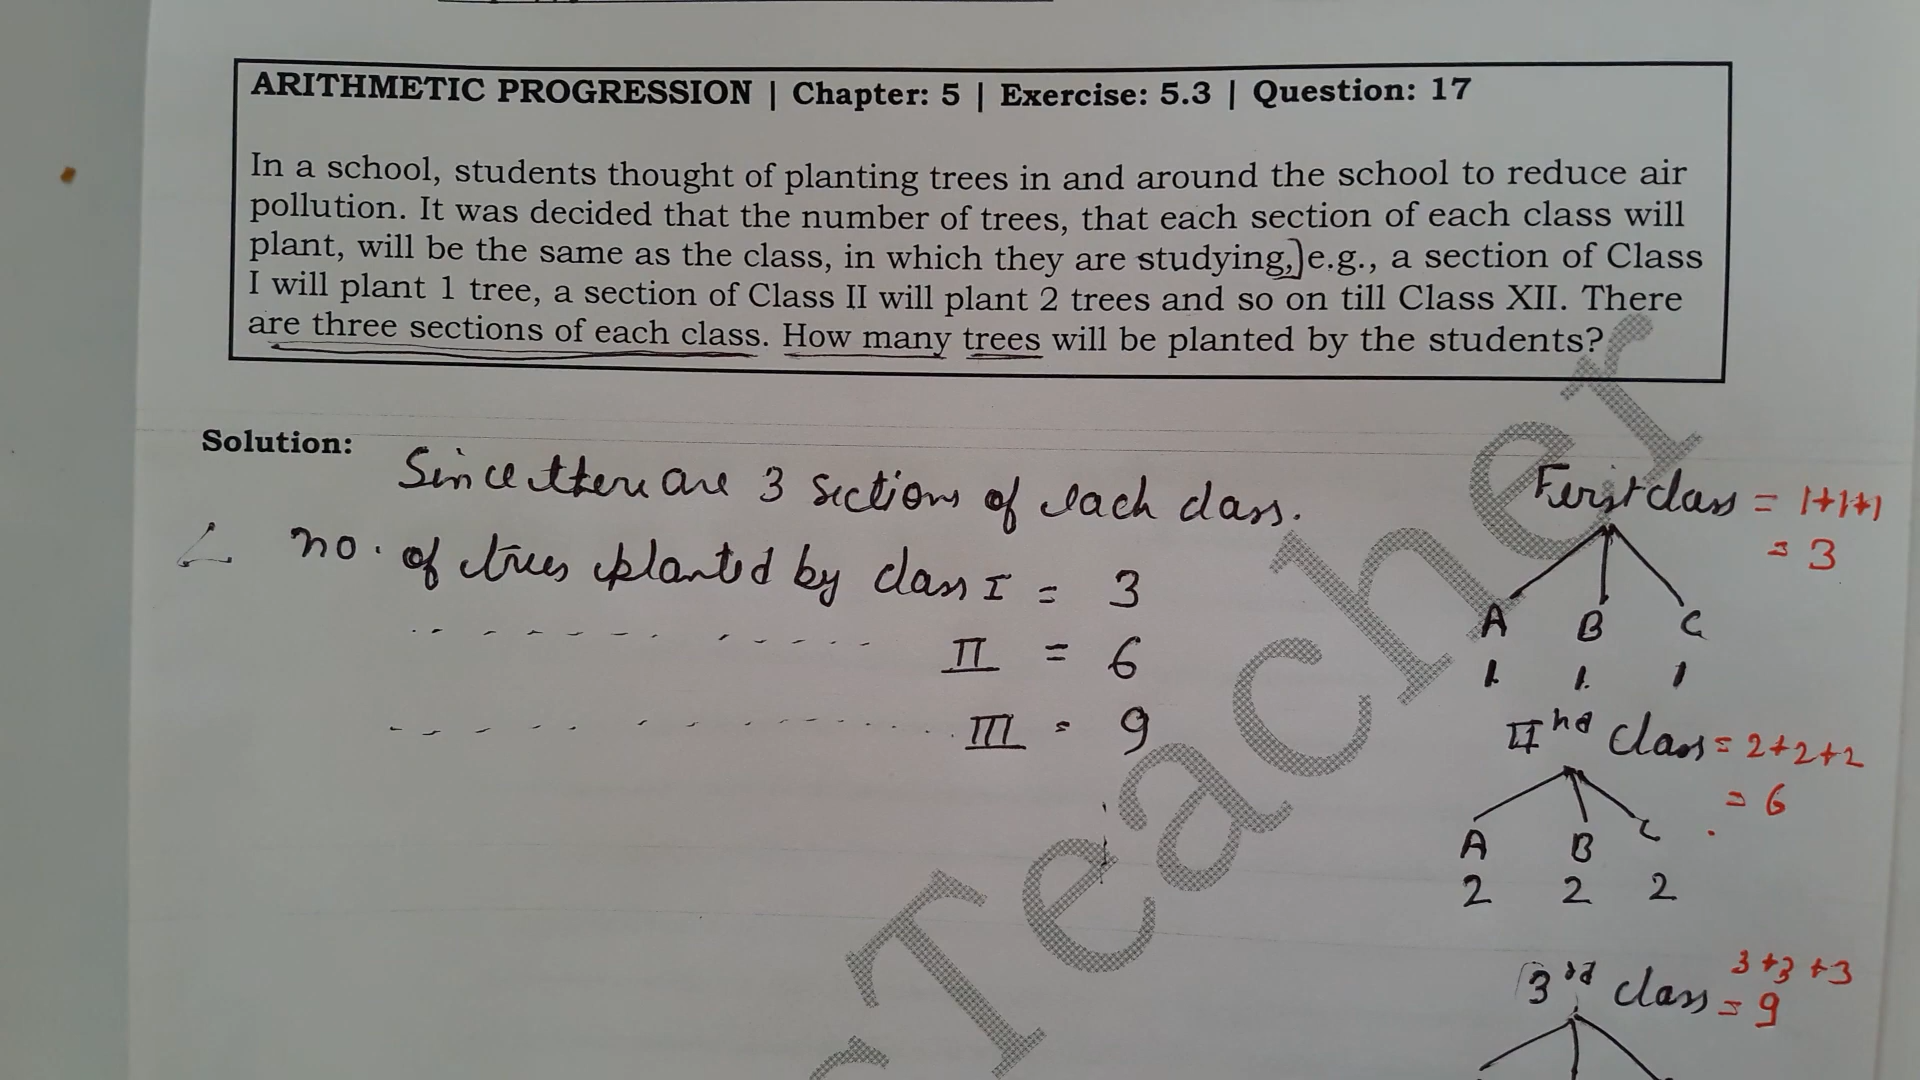 ARITHMETIC PROGRESSION | Chapter: 5 | Exercise: 5.3 | Question: 17
In a school, students thought of planting trees in and around the school to reduce air
pollution. It was decided that the number of trees, that each section of each class will
plant, will be the same as the class, in which they are studying, e.g., a section of Class
I will plant 1 tree, a section of Class II will plant 2 trees and so on till Class XII. There
are three sections of each class. How many trees will be planted by the students?
Solution:
Since there are 3 sections of each class.
no. of trees planted by class I = 3
II = 6
III = 9
First class = 1+1+1
= 3
A B C
1 1 1
IInd class = 2+2+2
= 6
A B C
2 2 2
3rd class 3+3+3
= 9
Teacher